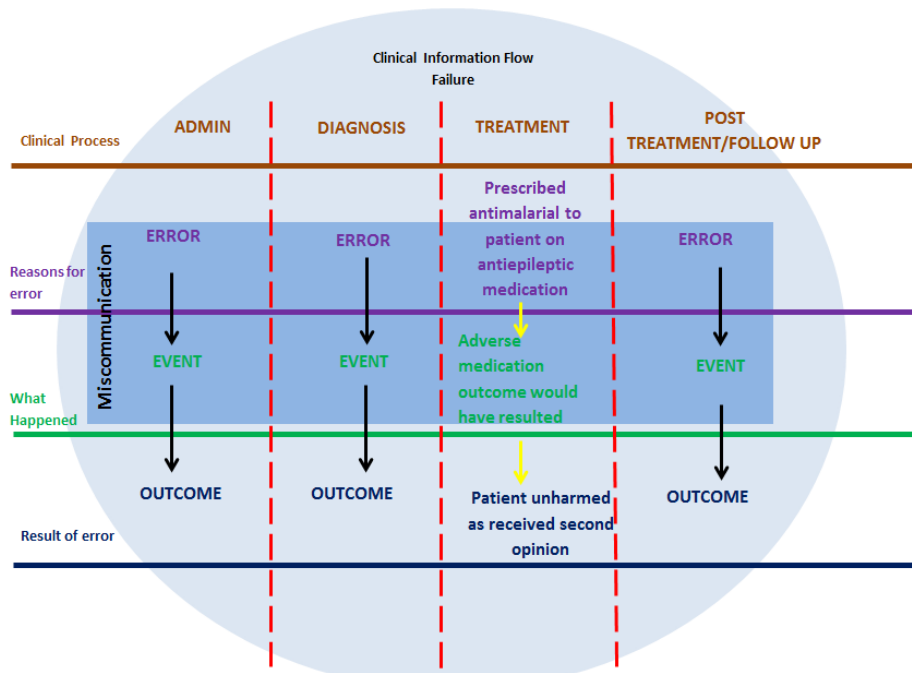 Clinical Information Flow
Failure
Clinical Process
ADMIN
DIAGNOSIS
TREATMENT
POST
TREATMENT/FOLLOW UP
Reasons for
error
Miscommunication
ERROR
ERROR
Prescribed
antimalarial to
patient on
antiepileptic
medication
ERROR
What
Happened
EVENT
EVENT
Adverse
medication
outcome would
have resulted
EVENT
Result of error
OUTCOME
OUTCOME
Patient unharmed
as received second
opinion
OUTCOME